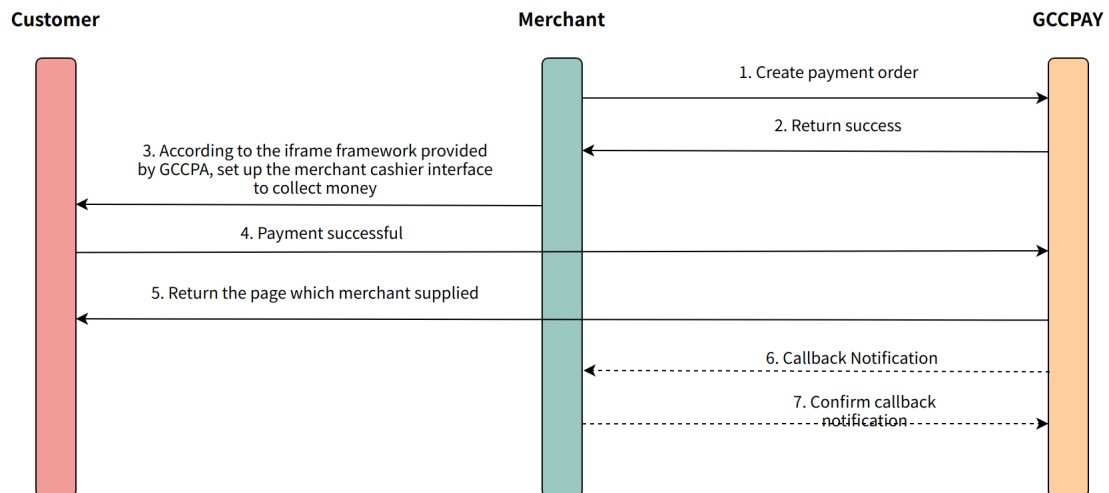 Customer
Merchant
GCCPAY
1. Create payment order
2. Return success
3. According to the iframe framework provided
by GCCPA, set up the merchant cashier interface
to collect money
4. Payment successful
5. Return the page which merchant supplied
6. Callback Notification
7. Confirm callback
notification